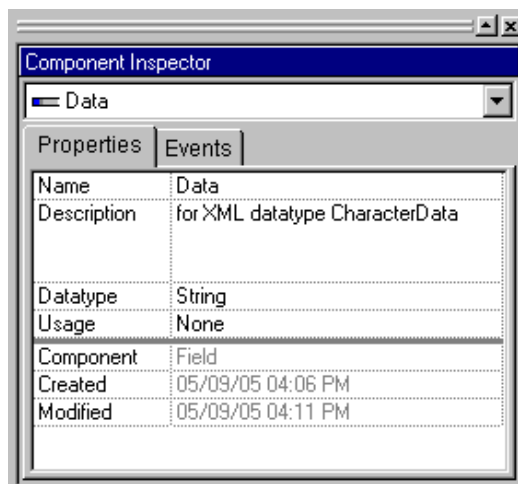 Component Inspector
Data
Properties Events
Name Data
Description for XML datatype CharacterData
Datatype String
Usage None
Component Field
Created 05/09/05 04:06 PM
Modified 05/09/05 04:11 PM